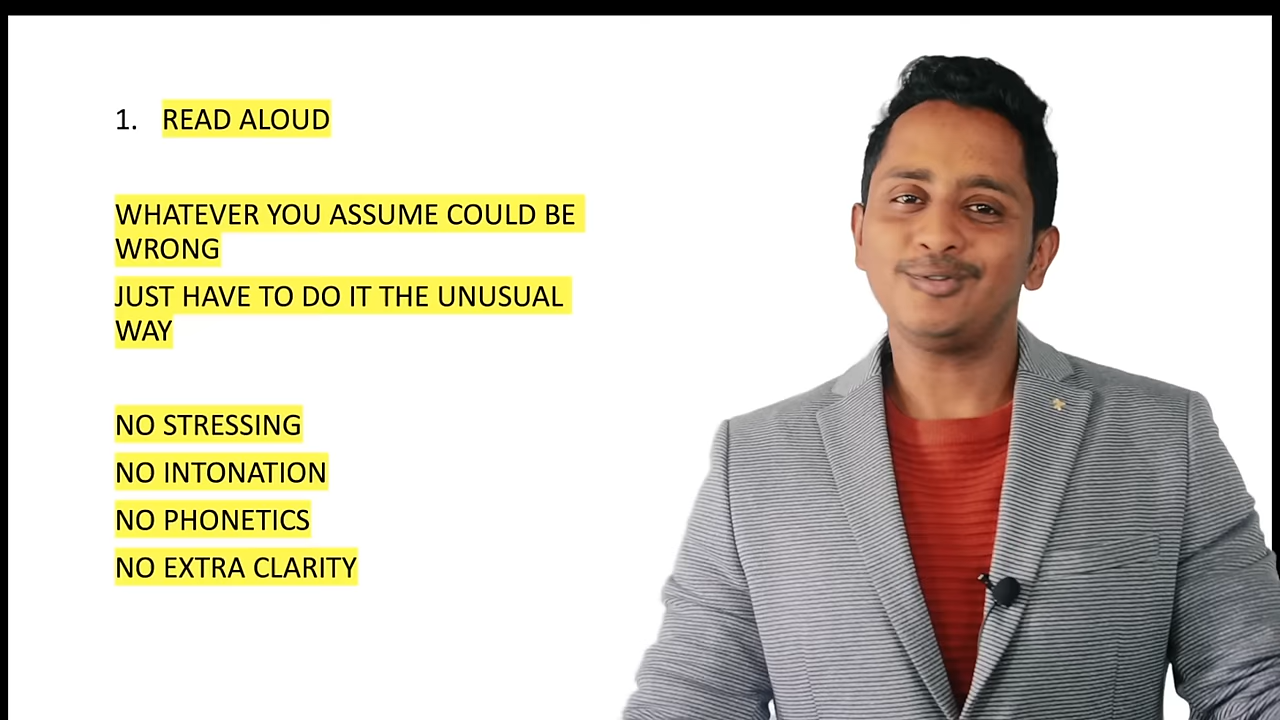 1. READ ALOUD
WHATEVER YOU ASSUME COULD BE
WRONG
JUST HAVE TO DO IT THE UNUSUAL
WAY
NO STRESSING
NO INTONATION
NO PHONETICS
NO EXTRA CLARITY